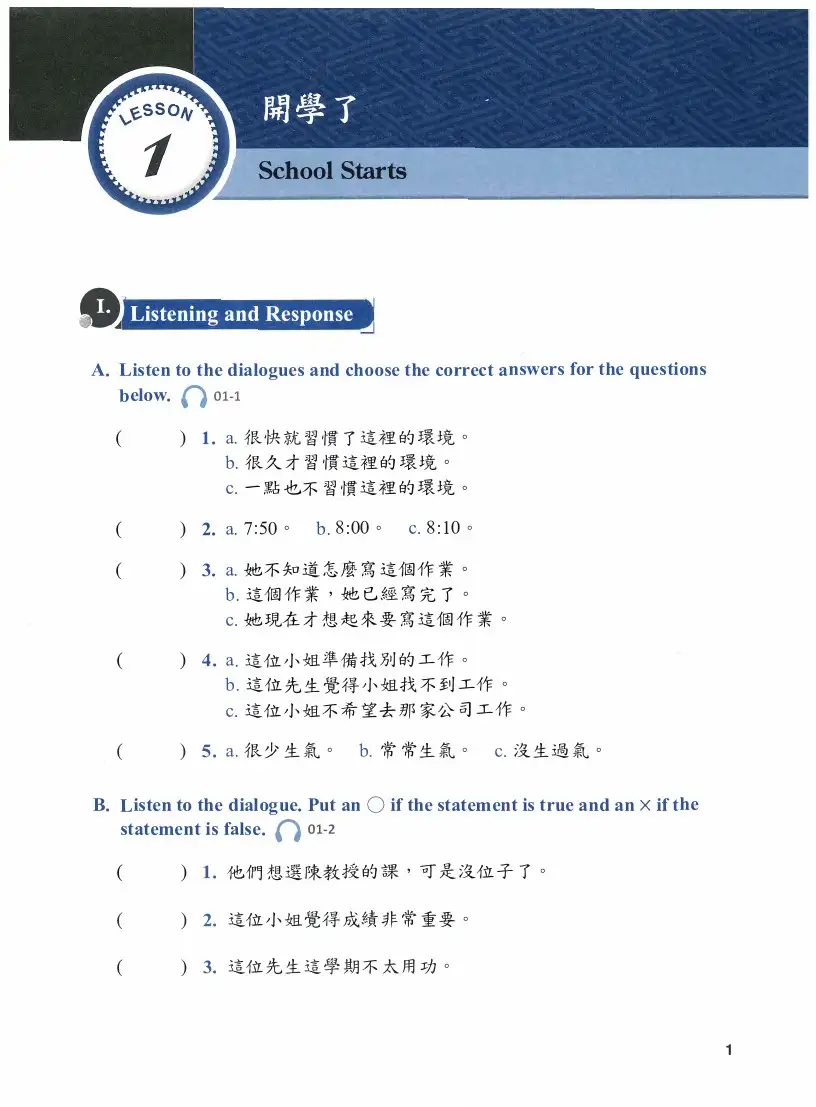 LESSON
1
開學了
School Starts
I. Listening and Response
A. Listen to the dialogues and choose the correct answers for the questions
below. 01-1
( ) 1. a. 很快就習慣了這裡的環境。
b. 很久才習慣這裡的環境。
c. 一點也不習慣這裡的環境。
( ) 2. a. 7:50。 b. 8:00。 c. 8:10。
( ) 3. a. 她不知道怎麼寫這個作業。
b. 這個作業，她已經寫完了。
c. 她現在才想起來要寫這個作業。
( ) 4. a. 這位小姐準備找別的工作。
b. 這位先生覺得小姐找不到工作。
c. 這位小姐不希望去那家公司工作。
( ) 5. a. 很少生氣。 b. 常常生氣。 c. 沒生過氣。
B. Listen to the dialogue. Put an ○ if the statement is true and an × if the
statement is false. 01-2
( ) 1. 他們想選陳教授的課，可是沒位子了。
( ) 2. 這位小姐覺得成績非常重要。
( ) 3. 這位先生這學期不太用功。
1